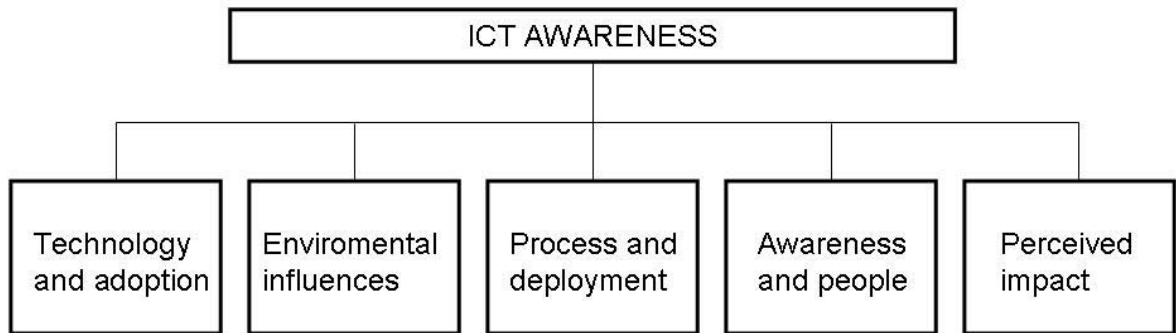 ICT AWARENESS
Technology
and adoption
Enviromental
influences
Process and
deployment
Awareness
and people
Perceived
impact